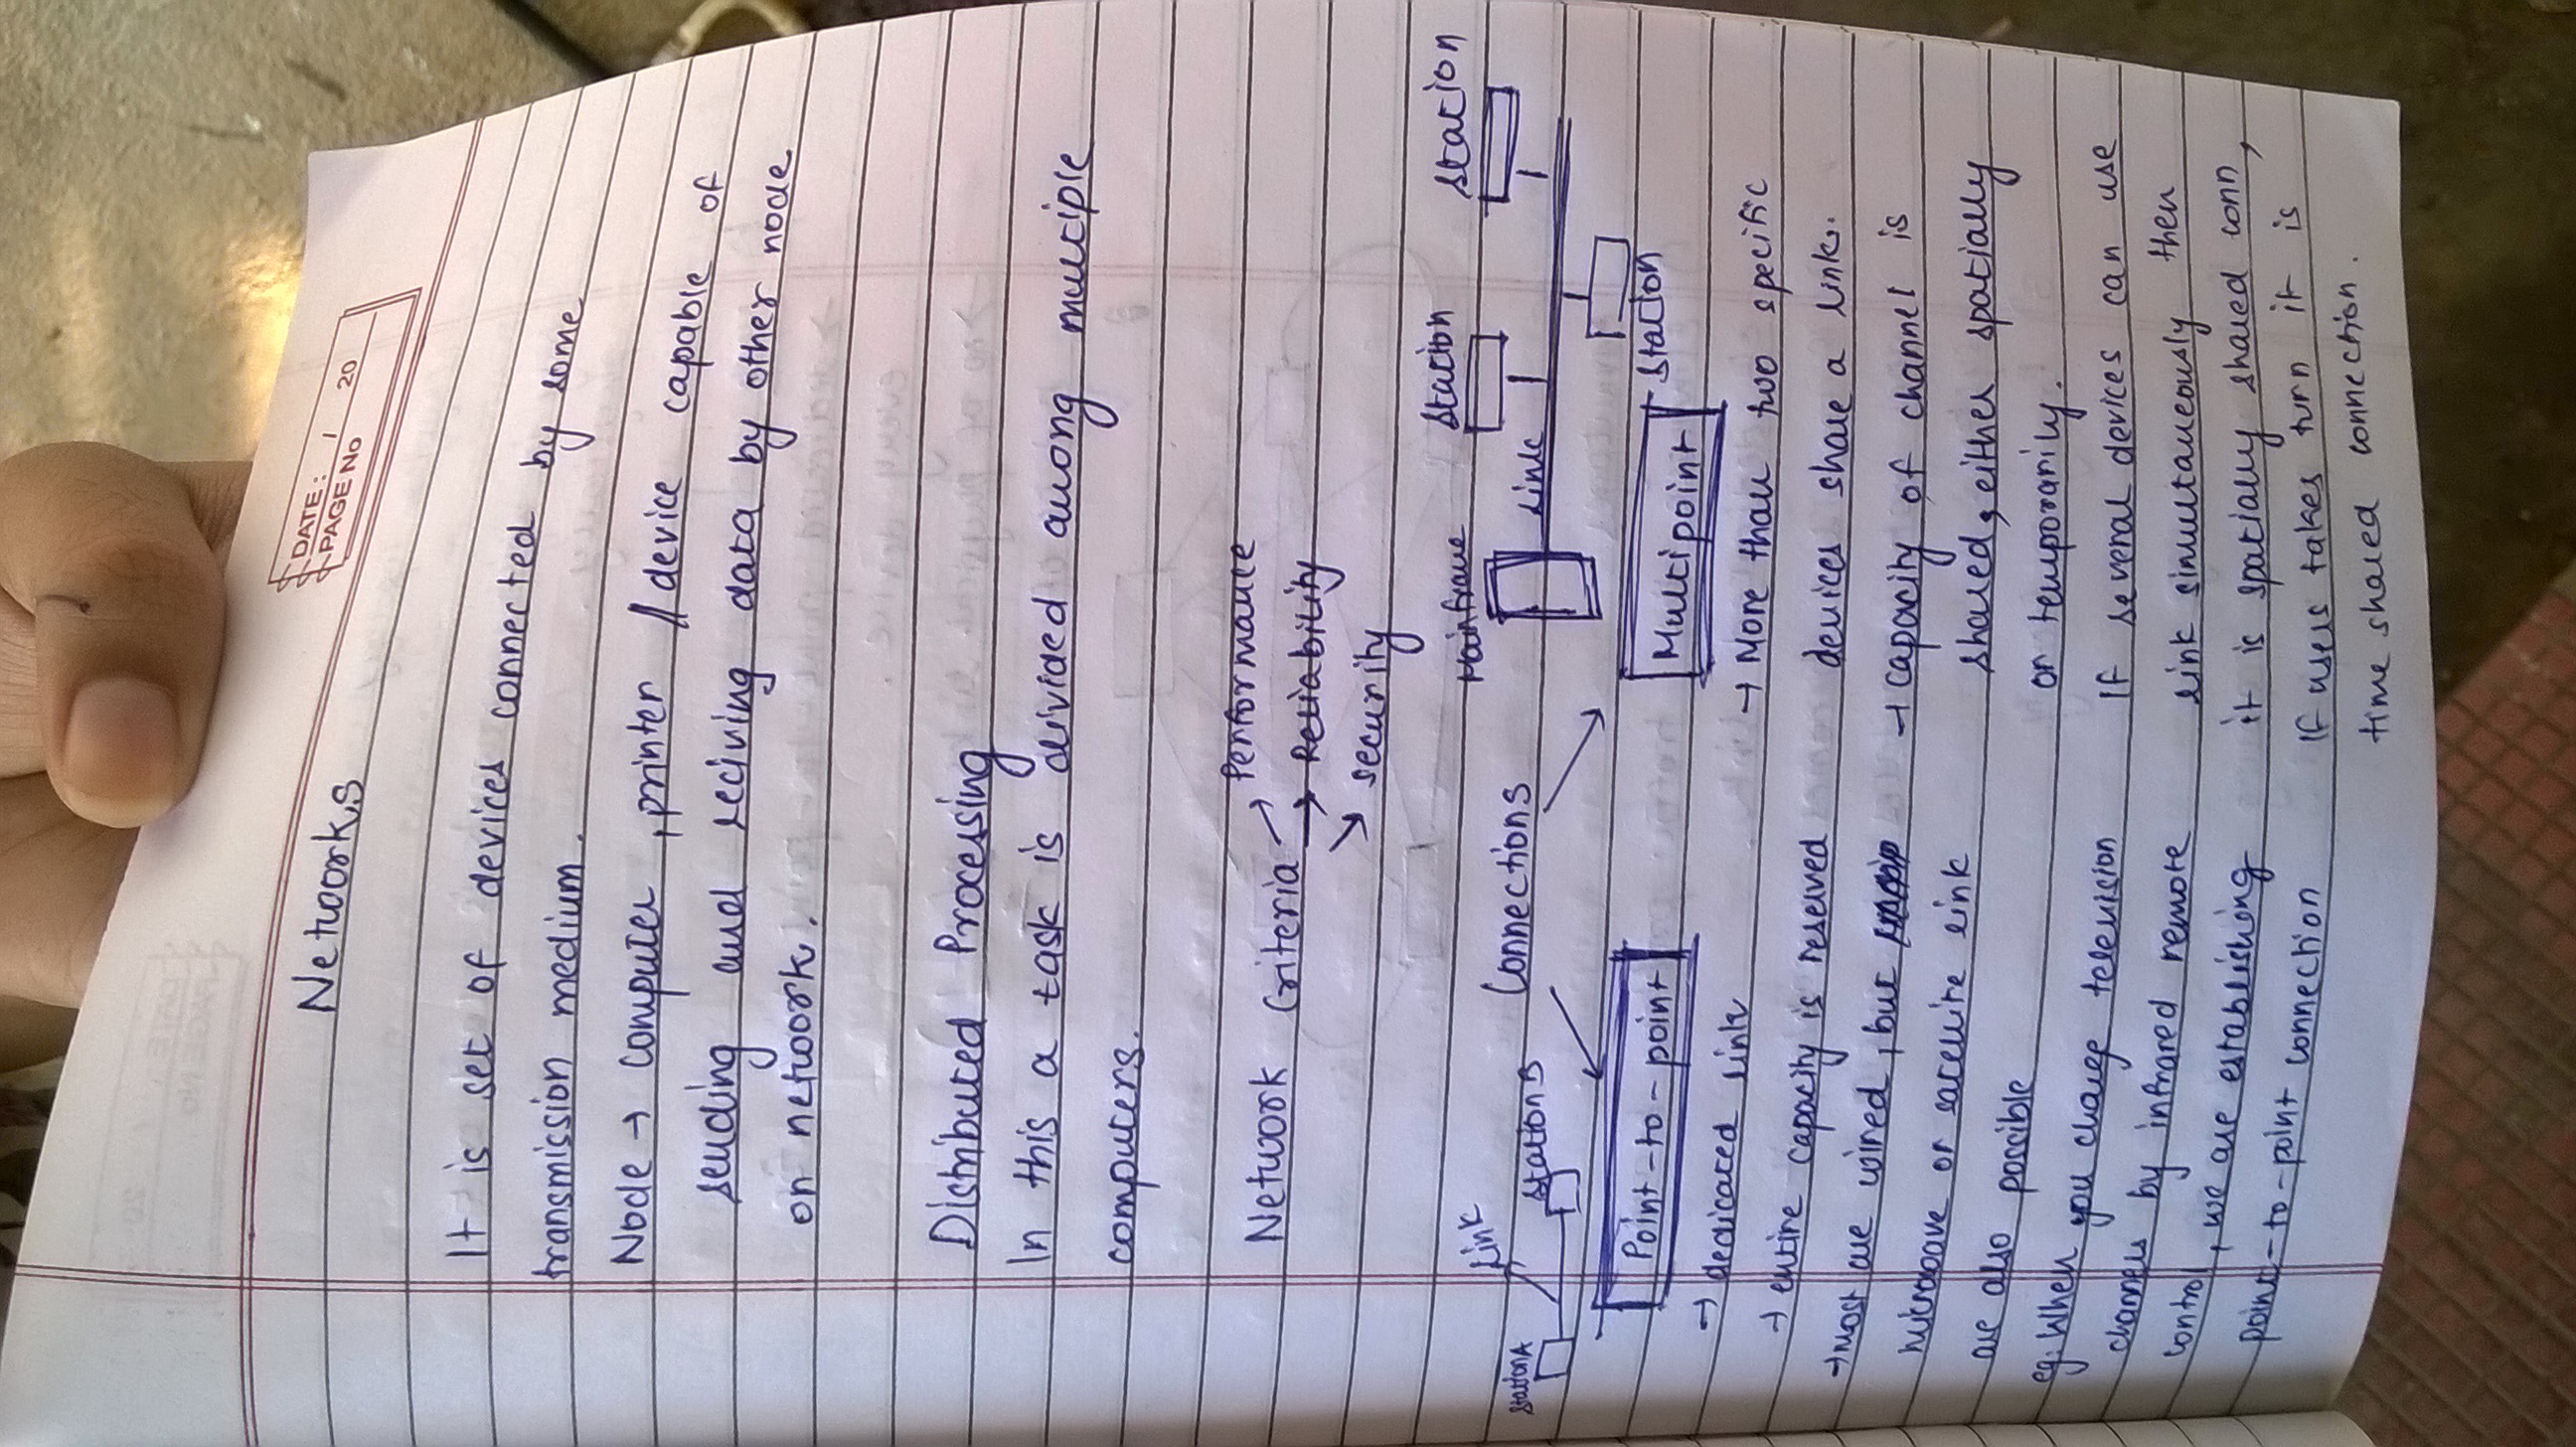 DATE: / 20
PAGE No
Networks
It is set of devices connected by some
transmission medium.
Node → computer, printer // device capable of
sending and reciving data by other node
on network.
Distributed Processing
In this a task is divided among multiple
computers.
Network Criteria → Performance
→ Reliability
→ security
Mainframe Station Station
Link
Station A Station B
Connections
Link
Station
Point-to-point
Multipoint
→ dedicated link
→ entire capacity is reserved
→ most are wired, but
microwave or satellite link
are also possible
eg: When you change television
channels by infrared remote
control, we are establishing
point-to-point connection
→ More than two specific
devices share a link.
→ capacity of channel is
shared, either spatially
or temporarily.
If several devices can use
link simultaneously then
it is spatially shared conn,
If users takes turn it is
time shared connection.